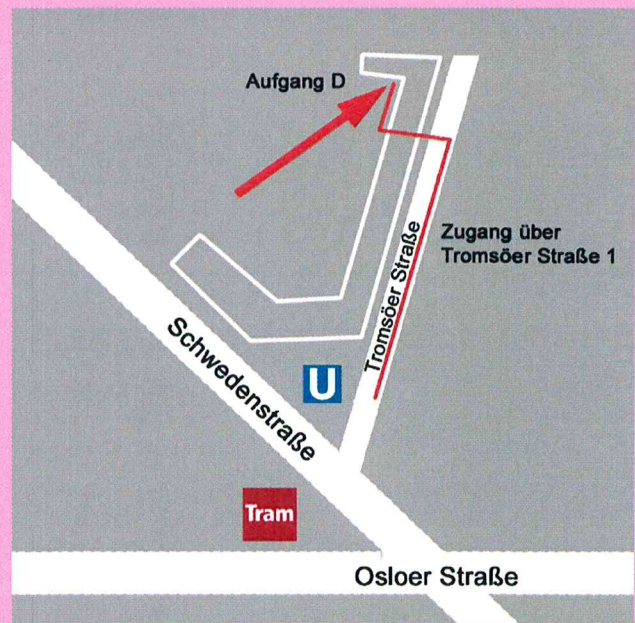 Aufgang D
Zugang über
Tromsöer Straße 1
Tromsöer Straße
Schwedenstraße
U
Tram
Osloer Straße